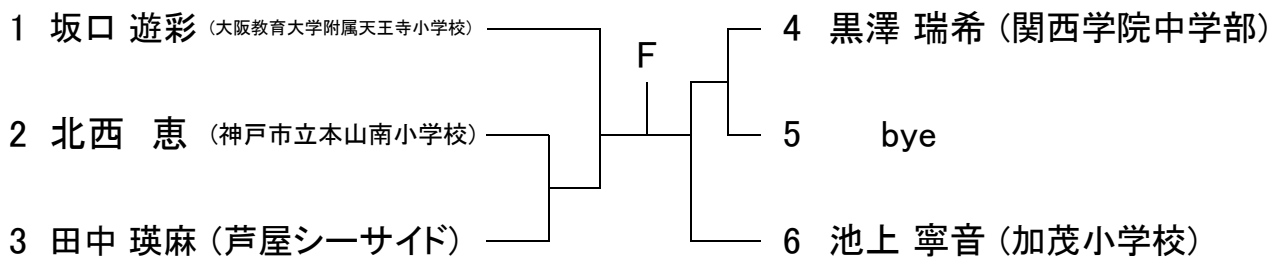 1 坂口 遊彩 (大阪教育大学附属天王寺小学校)
2 北西 恵 (神戸市立本山南小学校)
3 田中 瑛麻 (芦屋シーサイド)
F
4 黒澤 瑞希 (関西学院中学部)
5 bye
6 池上 寧音 (加茂小学校)